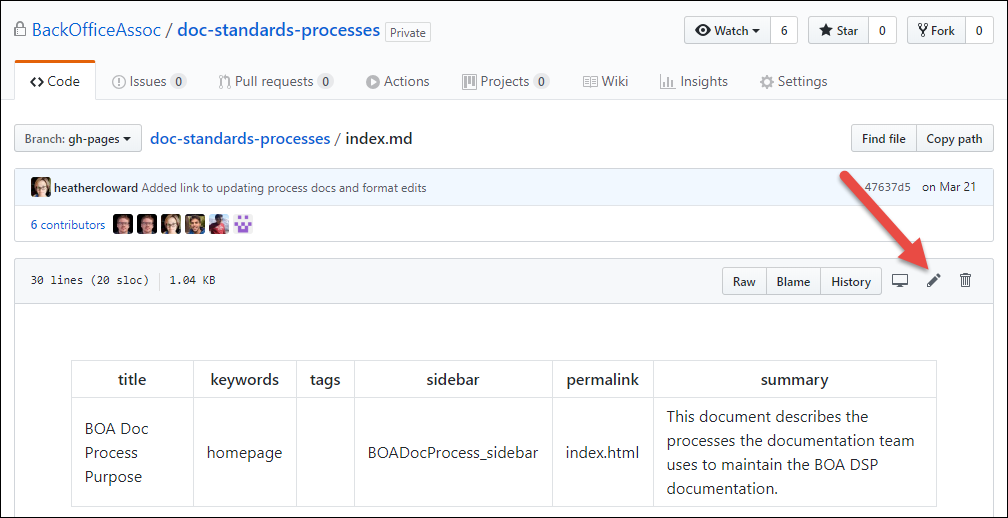 BackOfficeAssoc / doc-standards-processes Private Watch 6 Star 0 Fork 0
Code Issues 0 Pull requests 0 Actions Projects 0 Wiki Insights Settings
Branch: gh-pages doc-standards-processes / index.md Find file Copy path
heathercloward Added link to updating process docs and format edits 47637d5 on Mar 21
6 contributors
30 lines (20 sloc) 1.04 KB Raw Blame History
title keywords tags sidebar permalink summary
BOA Doc
Process
Purpose
homepage
BOADocProcess_sidebar
index.html
This document describes the
processes the documentation team
uses to maintain the BOA DSP
documentation.